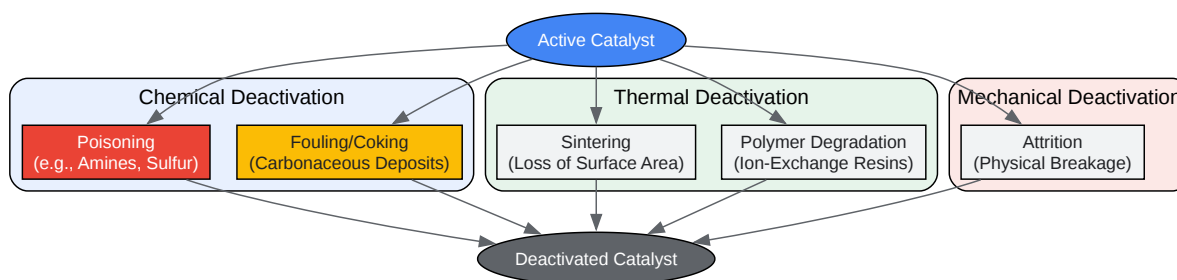 Active Catalyst
Chemical Deactivation
Thermal Deactivation
Mechanical Deactivation
Poisoning
(e.g., Amines, Sulfur)
Fouling/Coking
(Carbonaceous Deposits)
Sintering
(Loss of Surface Area)
Polymer Degradation
(Ion-Exchange Resins)
Attrition
(Physical Breakage)
Deactivated Catalyst